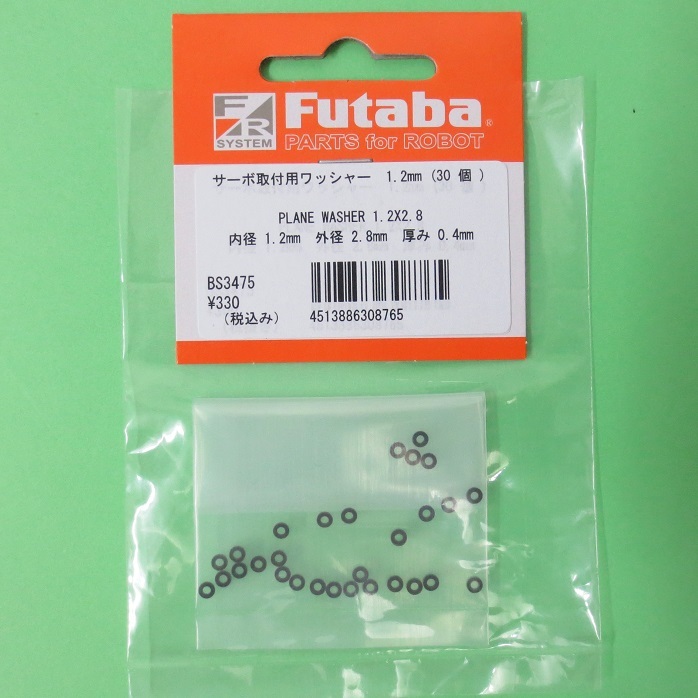 FR Futaba®
SYSTEM PARTS for ROBOT
サーボ取付用ワッシャー 1.2mm (30 個 )
PLANE WASHER 1.2X2.8
内径 1.2mm 外径 2.8mm 厚み 0.4mm
BS3475
¥330
(税込み) 4513886308765